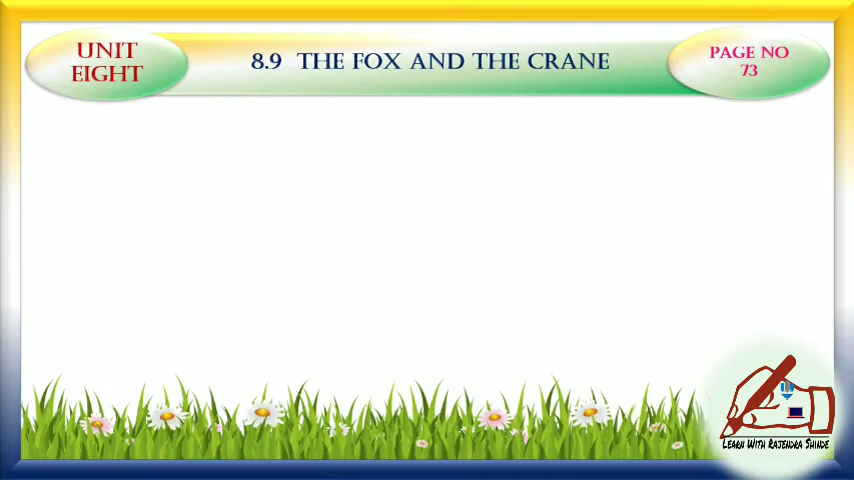 UNIT
EIGHT
8.9 THE FOX AND THE CRANE
PAGE NO
73
LEARN WITH RAJENDRA SHINDE